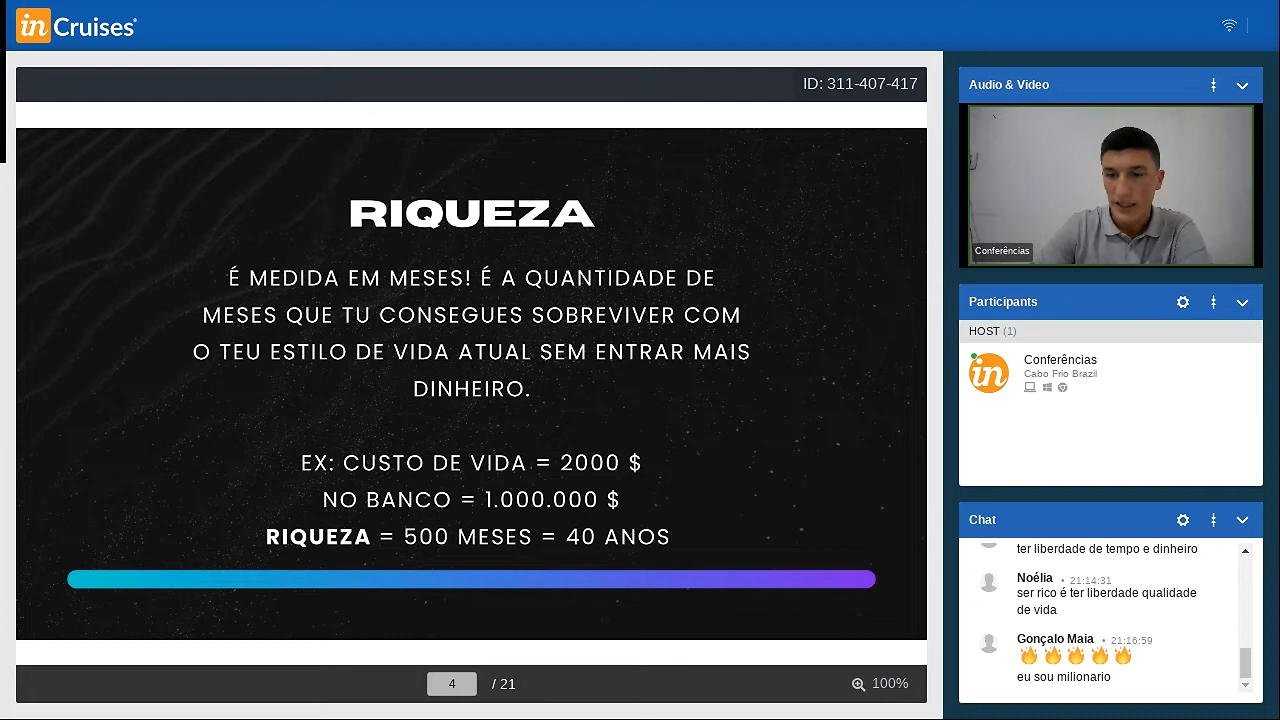 in Cruises®
ID: 311-407-417
RIQUEZA
É MEDIDA EM MESES! É A QUANTIDADE DE
MESES QUE TU CONSEGUES SOBREVIVER COM
O TEU ESTILO DE VIDA ATUAL SEM ENTRAR MAIS
DINHEIRO.
EX: CUSTO DE VIDA = 2000 $
NO BANCO = 1.000.000 $
RIQUEZA = 500 MESES = 40 ANOS
4 / 21
100%
Audio & Video
Conferências
Participants
HOST (1)
in
Conferências
Cabo Frio Brazil
Chat
ter liberdade de tempo e dinheiro
Noélia • 21:14:31
ser rico é ter liberdade qualidade
de vida
Gonçalo Maia • 21:16:59
🔥🔥🔥🔥🔥
eu sou milionario